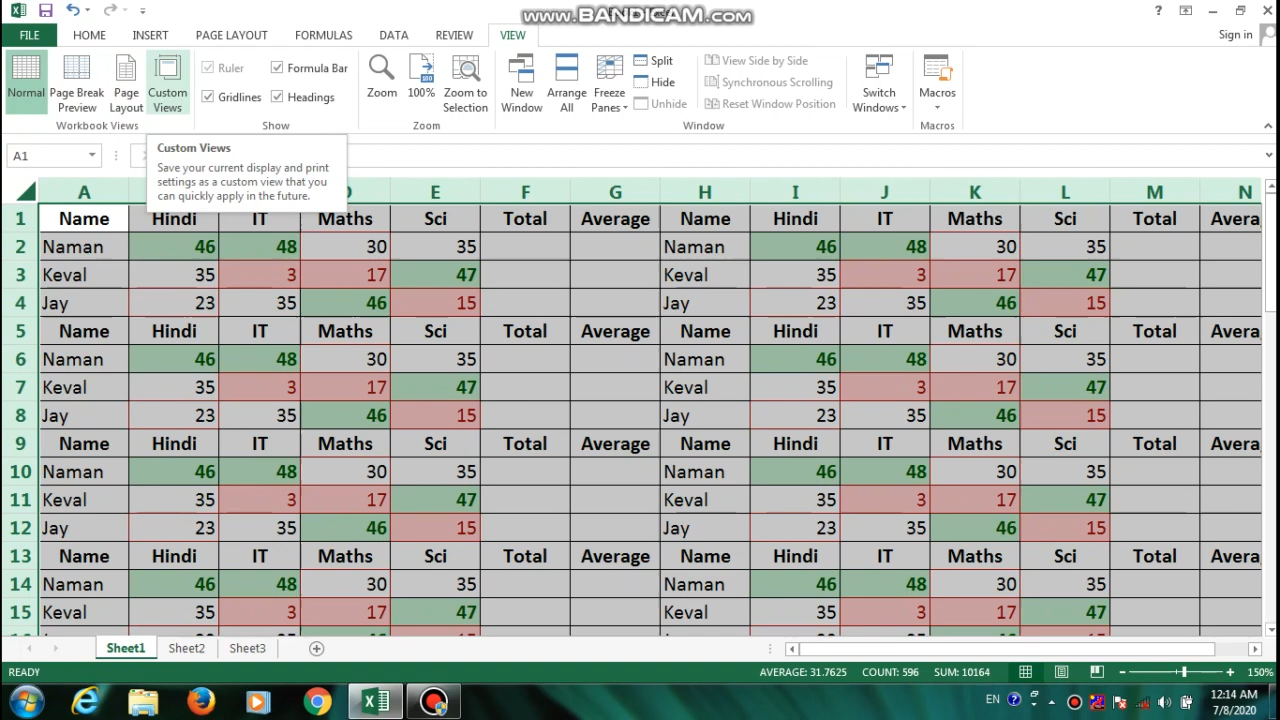 www.BANDICAM.com
FILE HOME INSERT PAGE LAYOUT FORMULAS DATA REVIEW VIEW Sign in
Normal Page Break Preview Page Layout Custom Views
Workbook Views
Ruler Formula Bar
Gridlines Headings
Show
Zoom 100% Zoom to Selection
Zoom
New Window Arrange All Freeze Panes
Split
Hide
Unhide
View Side by Side
Synchronous Scrolling
Reset Window Position
Window
Switch Windows
Macros
Macros
A1
Custom Views
Save your current display and print
settings as a custom view that you
can quickly apply in the future.
A D E F G H I J K L M N
1 Name Hindi IT Maths Sci Total Average Name Hindi IT Maths Sci Total Avera
2 Naman 46 48 30 35 Naman 46 48 30 35
3 Keval 35 3 17 47 Keval 35 3 17 47
4 Jay 23 35 46 15 Jay 23 35 46 15
5 Name Hindi IT Maths Sci Total Average Name Hindi IT Maths Sci Total Avera
6 Naman 46 48 30 35 Naman 46 48 30 35
7 Keval 35 3 17 47 Keval 35 3 17 47
8 Jay 23 35 46 15 Jay 23 35 46 15
9 Name Hindi IT Maths Sci Total Average Name Hindi IT Maths Sci Total Avera
10 Naman 46 48 30 35 Naman 46 48 30 35
11 Keval 35 3 17 47 Keval 35 3 17 47
12 Jay 23 35 46 15 Jay 23 35 46 15
13 Name Hindi IT Maths Sci Total Average Name Hindi IT Maths Sci Total Avera
14 Naman 46 48 30 35 Naman 46 48 30 35
15 Keval 35 3 17 47 Keval 35 3 17 47
Sheet1 Sheet2 Sheet3
READY AVERAGE: 31.7625 COUNT: 596 SUM: 10164 150%
EN 12:14 AM
7/8/2020